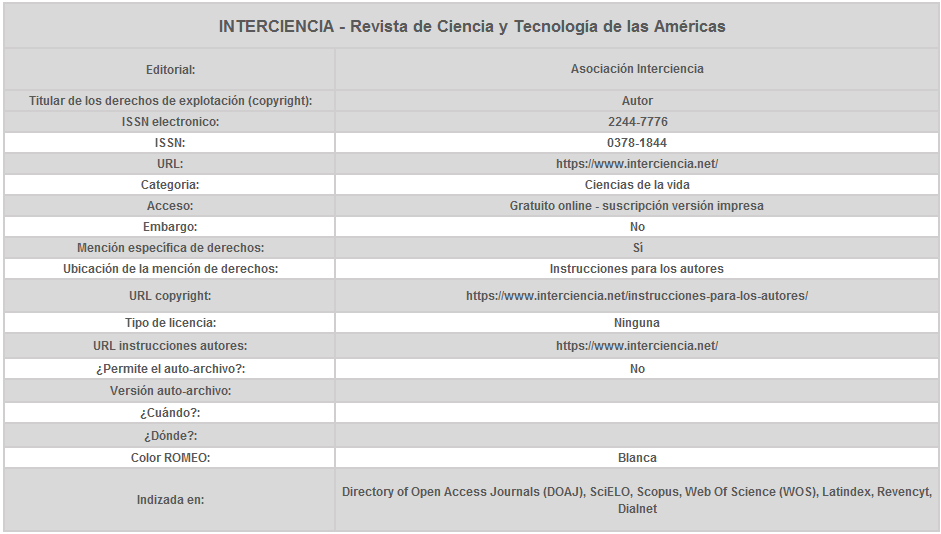 INTERCIENCIA - Revista de Ciencia y Tecnología de las Américas
Editorial: Asociación Interciencia
Titular de los derechos de explotación (copyright): Autor
ISSN electronico: 2244-7776
ISSN: 0378-1844
URL: https://www.interciencia.net/
Categoria: Ciencias de la vida
Acceso: Gratuito online - suscripción versión impresa
Embargo: No
Mención específica de derechos: Sí
Ubicación de la mención de derechos: Instrucciones para los autores
URL copyright: https://www.interciencia.net/instrucciones-para-los-autores/
Tipo de licencia: Ninguna
URL instrucciones autores: https://www.interciencia.net/
¿Permite el auto-archivo?: No
Versión auto-archivo:
¿Cuándo?:
¿Dónde?:
Color ROMEO: Blanca
Indizada en: Directory of Open Access Journals (DOAJ), SciELO, Scopus, Web Of Science (WOS), Latindex, Revencyt,
Dialnet